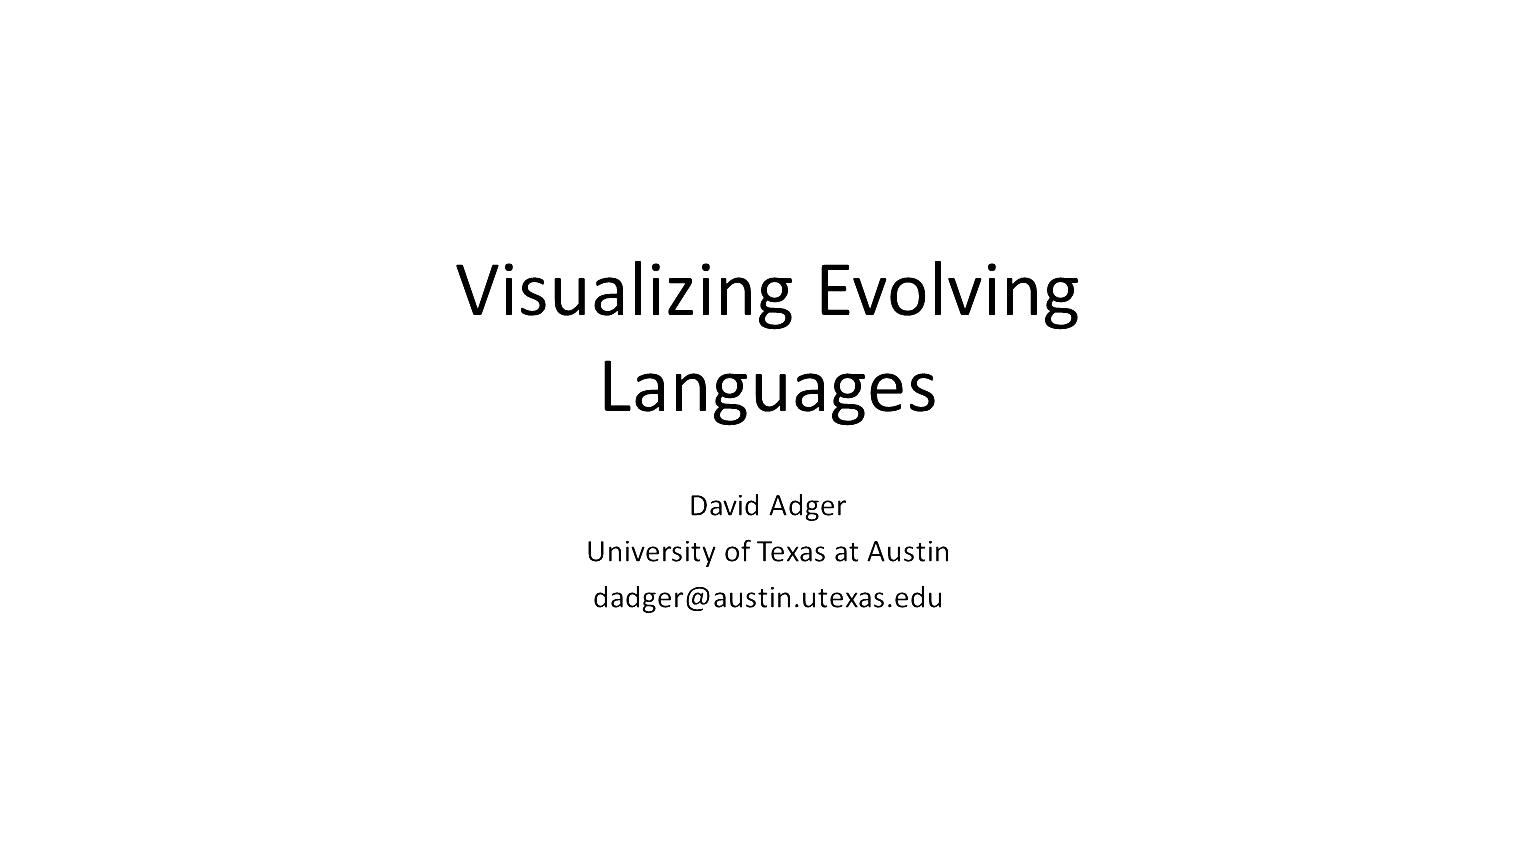 Visualizing Evolving
Languages
David Adger
University of Texas at Austin
dadger@austin.utexas.edu